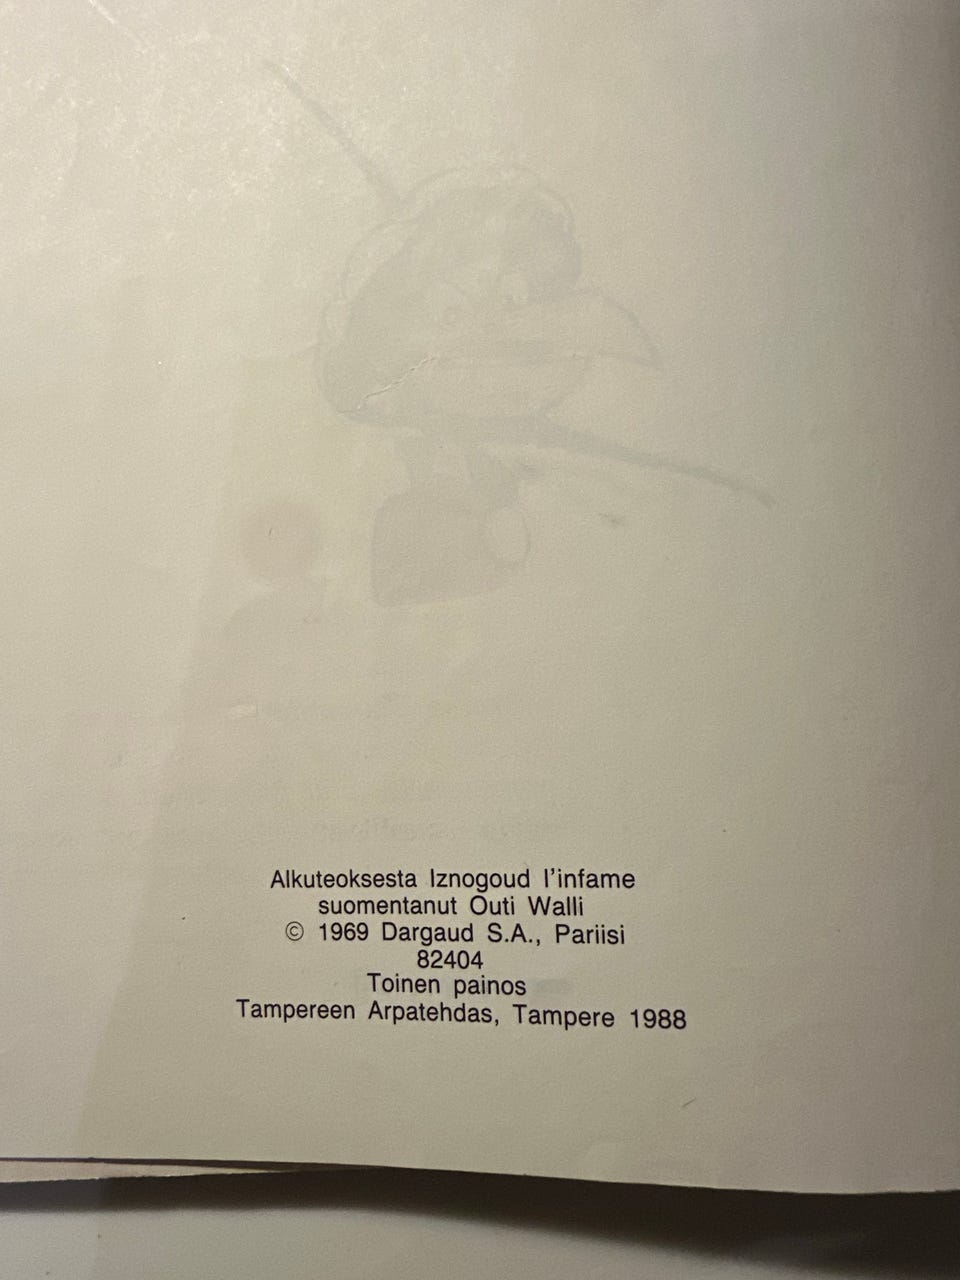 Alkuteoksesta Iznogoud l'infame
suomentanut Outi Walli
© 1969 Dargaud S.A., Pariisi
82404
Toinen painos
Tampereen Arpatehdas, Tampere 1988